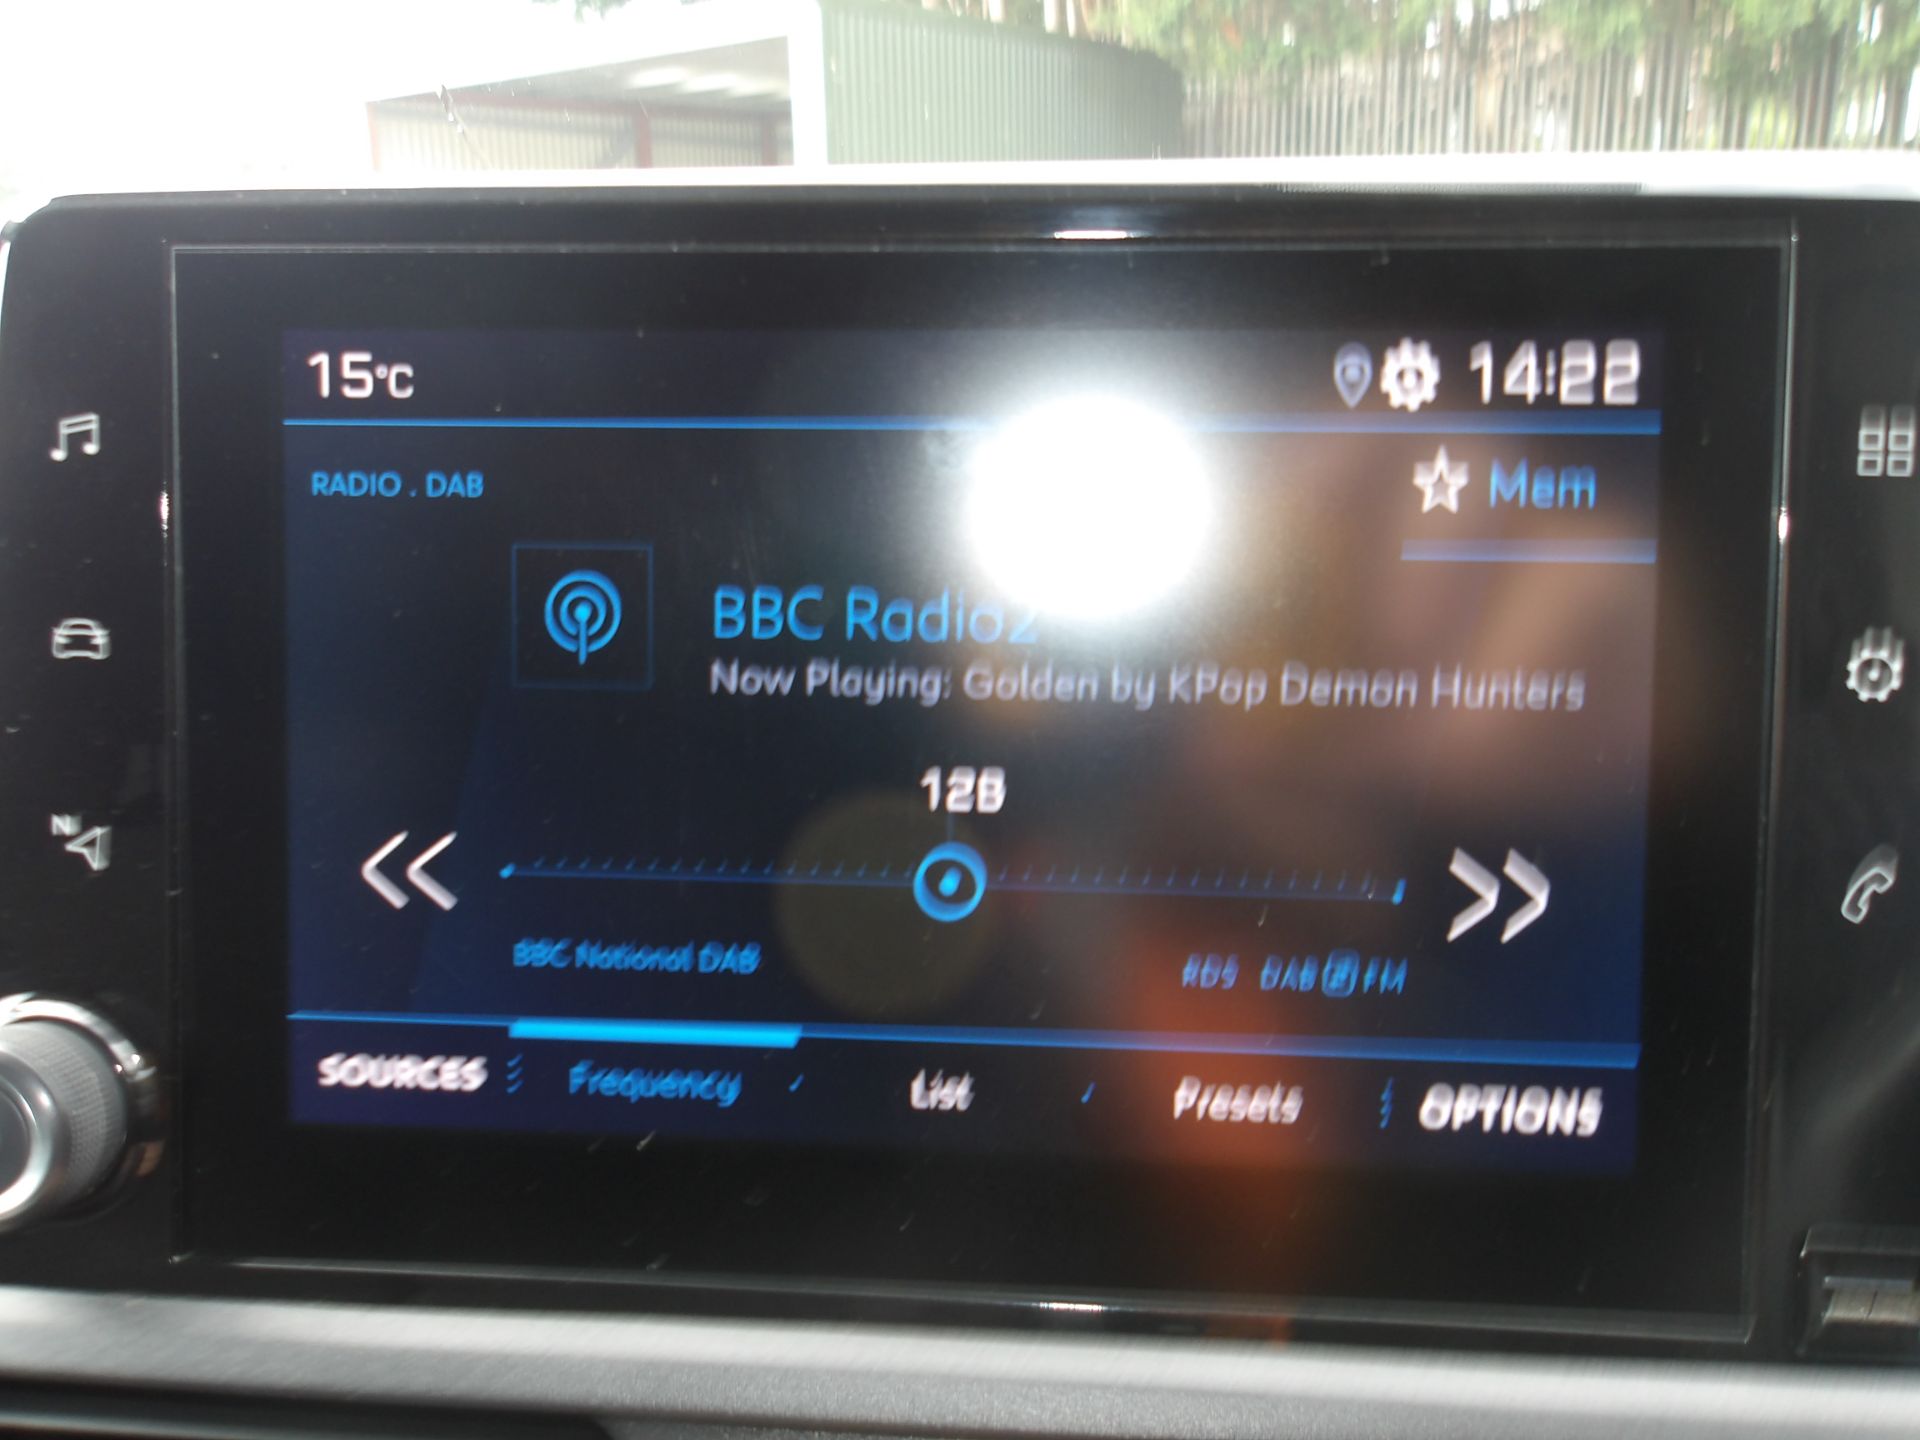 15°C 14:22
RADIO . DAB
Mem
BBC Radio2
Now Playing: Golden by KPop Demon Hunters
12B
BBC National DAB
RDS DAB FM
SOURCES Frequency List Presets OPTIONS
N